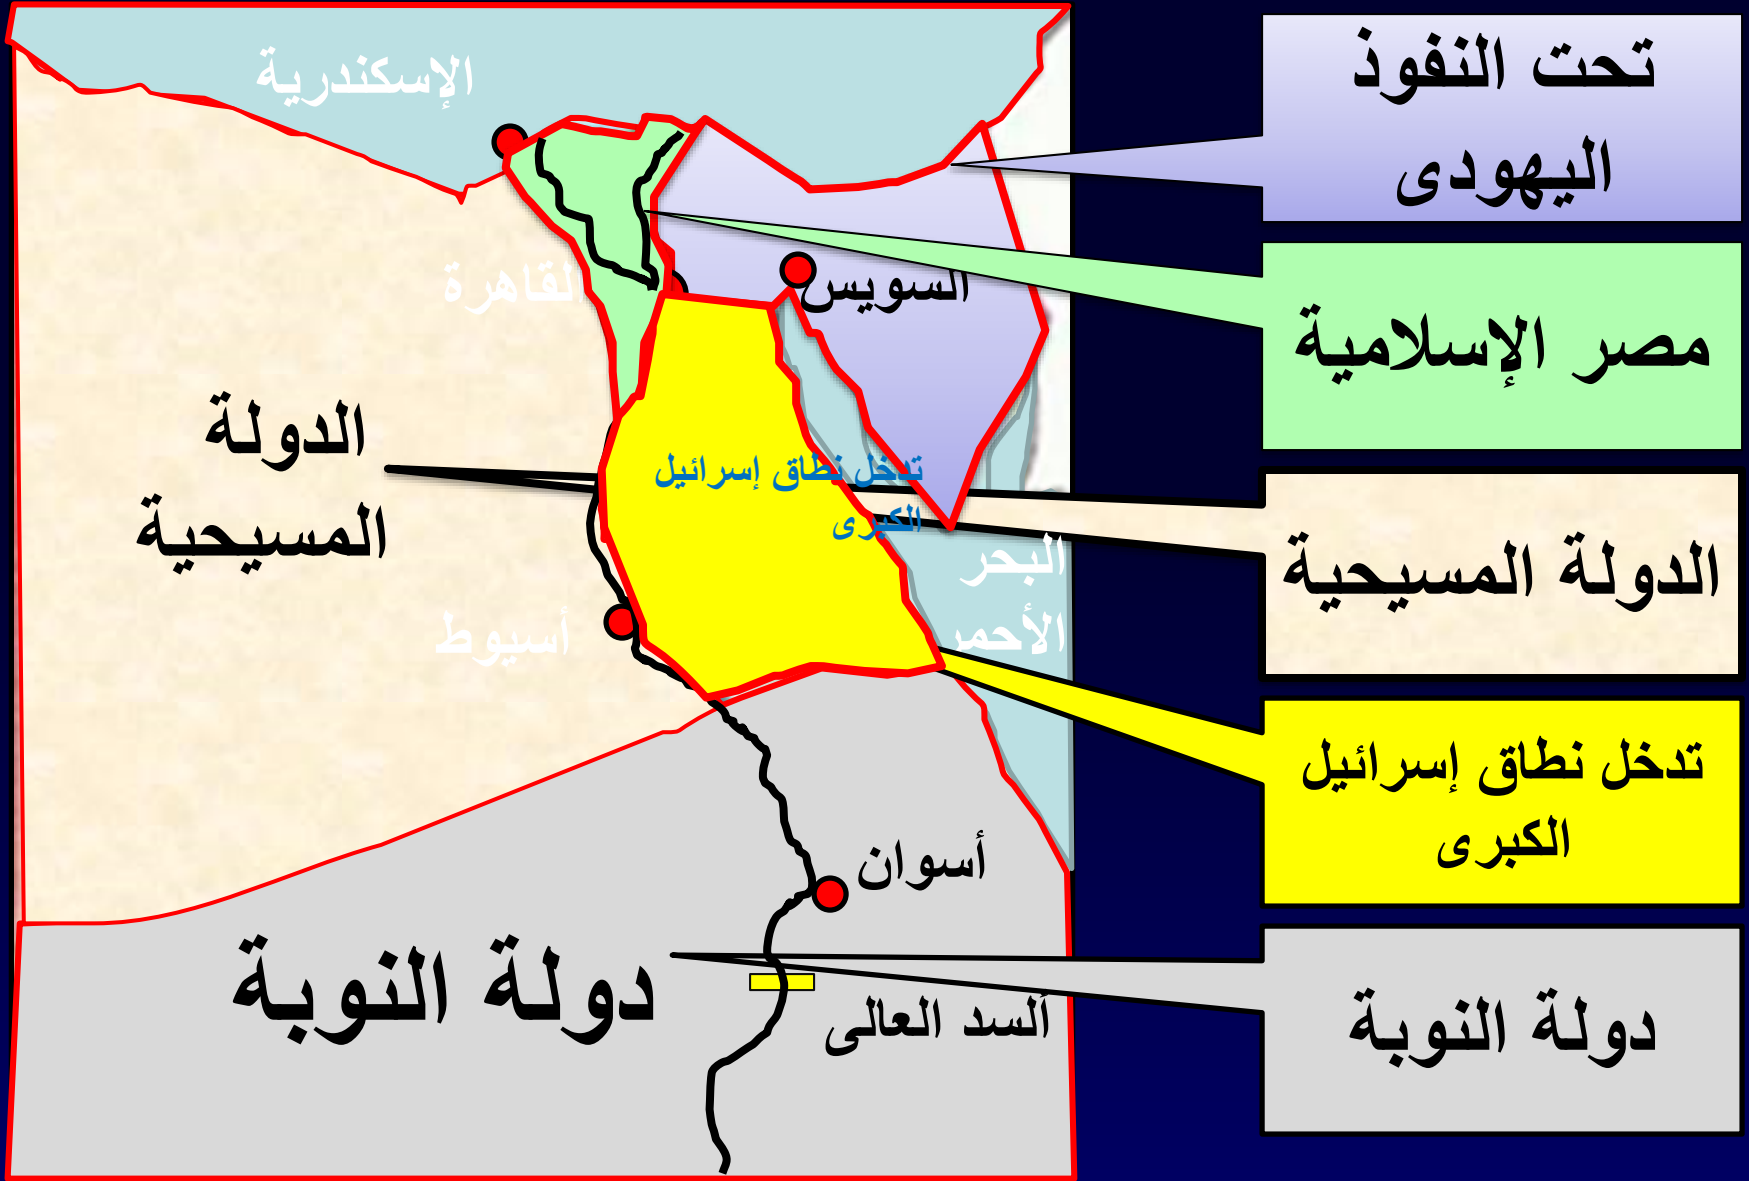 تحت النفوذ
اليهودى
مصر الإسلامية
الدولة المسيحية
تدخل نطاق إسرائيل
الكبرى
دولة النوبة
الإسكندرية
القاهرة
السويس
الدولة
المسيحية
تدخل نطاق إسرائيل
الكبرى
البحر
الأحمر
أسيوط
أسوان
دولة النوبة
السد العالى